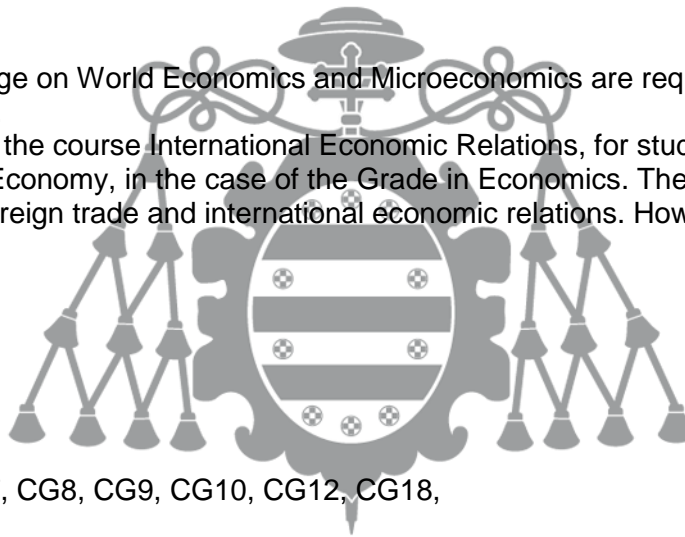 ge on World Economics and Microeconomics are req
the course International Economic Relations, for stud
Economy, in the case of the Grade in Economics. The
reign trade and international economic relations. How
, CG8, CG9, CG10, CG12, CG18,